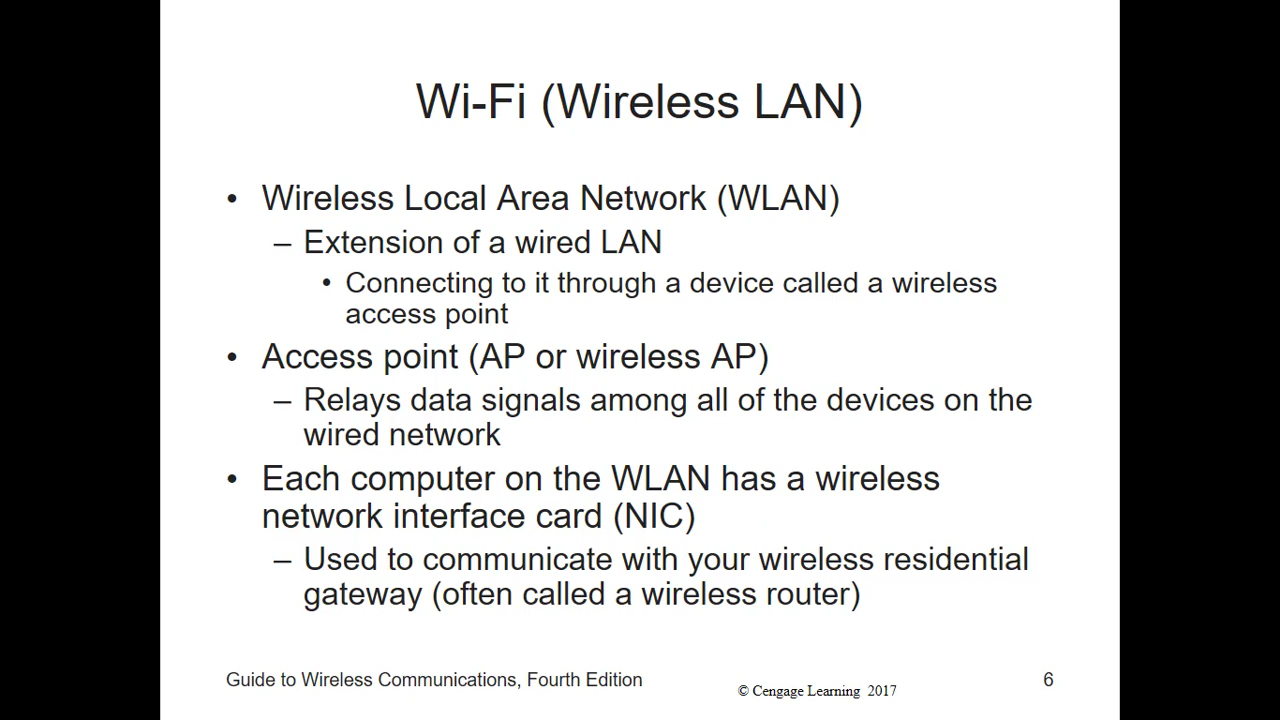 Wi-Fi (Wireless LAN)
• Wireless Local Area Network (WLAN)
– Extension of a wired LAN
• Connecting to it through a device called a wireless
access point
• Access point (AP or wireless AP)
– Relays data signals among all of the devices on the
wired network
• Each computer on the WLAN has a wireless
network interface card (NIC)
– Used to communicate with your wireless residential
gateway (often called a wireless router)
Guide to Wireless Communications, Fourth Edition
© Cengage Learning 2017
6